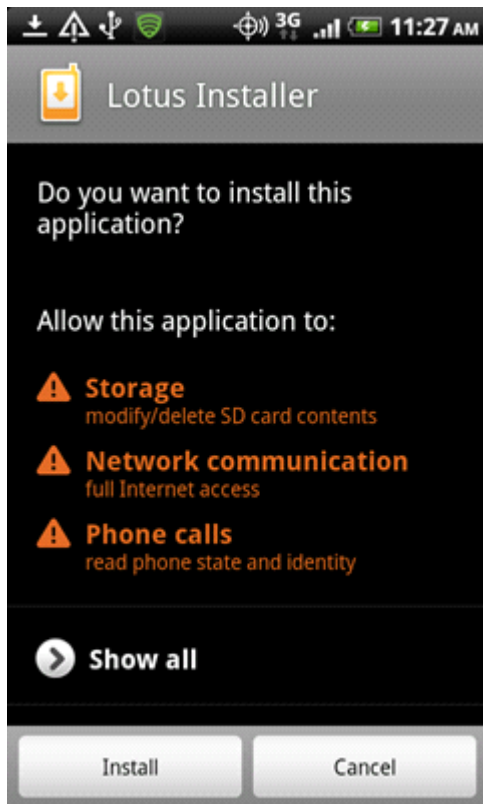 3G 11:27 AM
Lotus Installer
Do you want to install this
application?
Allow this application to:
Storage
modify/delete SD card contents
Network communication
full Internet access
Phone calls
read phone state and identity
Show all
Install Cancel